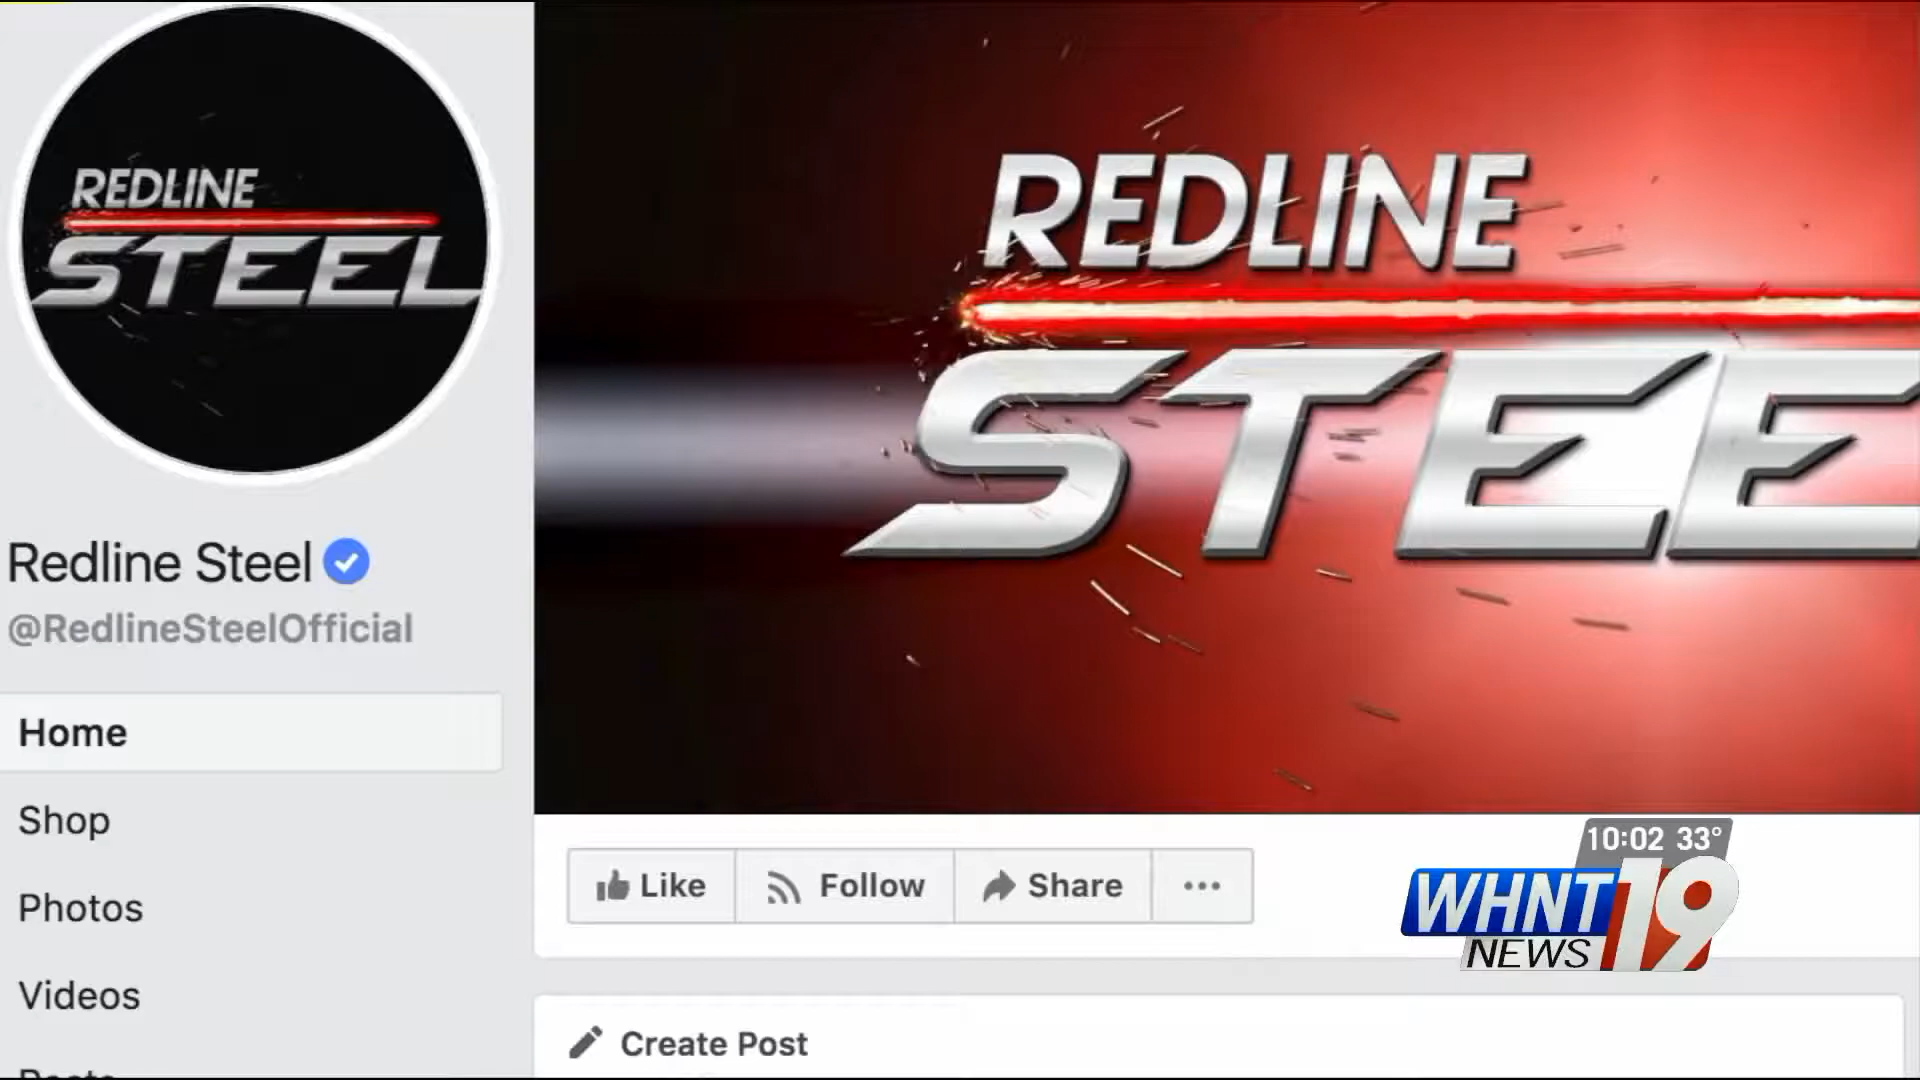 REDLINE
STEEL
REDLINE
STEE
Redline Steel
@RedlineSteelOfficial
Home
Shop
Photos
Videos
Posts
Like
Follow
Share
Create Post
10:02 33°
WHNT 19
NEWS